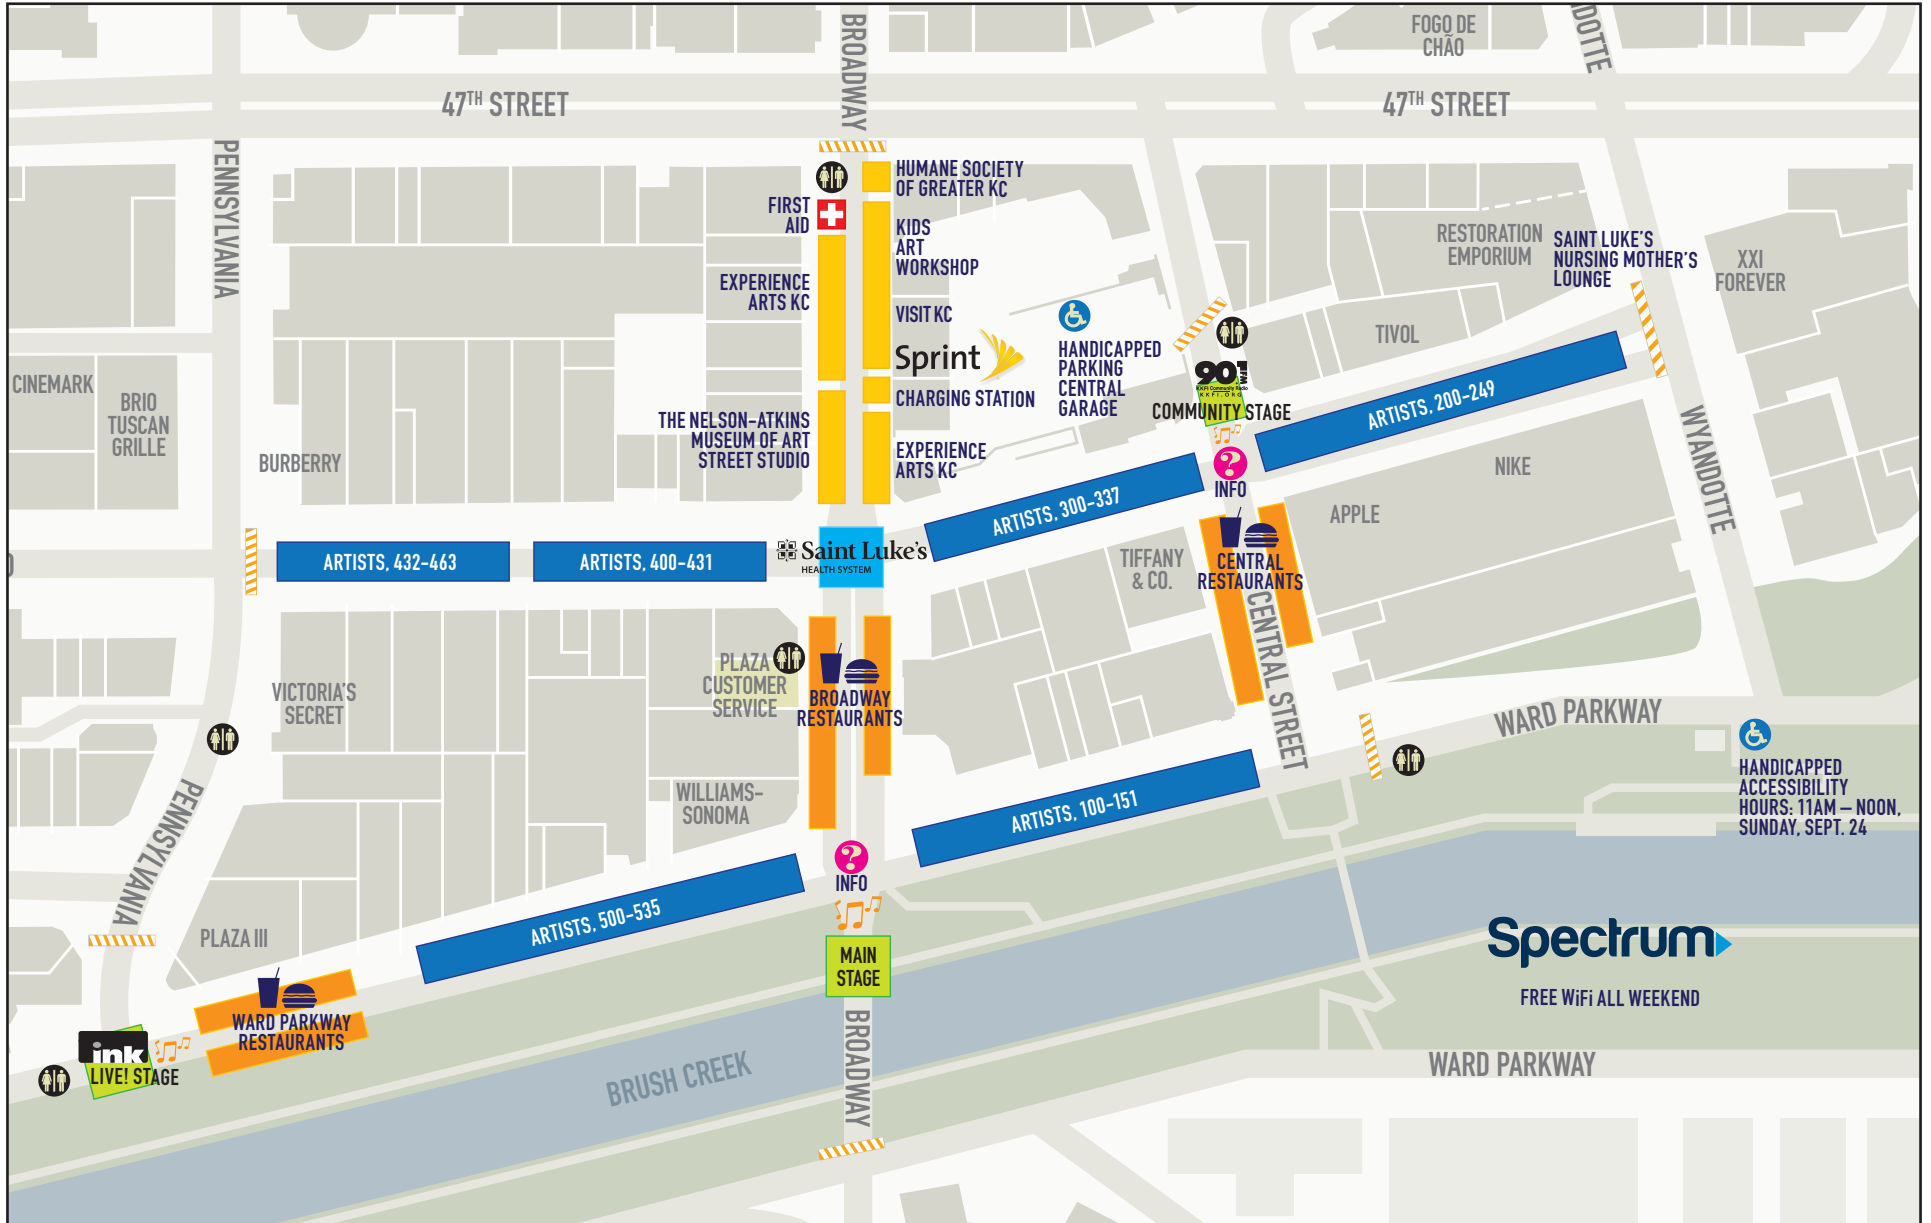 BROADWAY
FOGO DE
CHÃO
DOTTE
47TH STREET
47TH STREET
PENNSYLVANIA
HUMANE SOCIETY
OF GREATER KC
FIRST
AID
KIDS
ART
WORKSHOP
EXPERIENCE
ARTS KC
VISIT KC
Sprint
CHARGING STATION
THE NELSON-ATKINS
MUSEUM OF ART
STREET STUDIO
EXPERIENCE
ARTS KC
HANDICAPPED
PARKING
CENTRAL
GARAGE
RESTORATION
EMPORIUM
SAINT LUKE'S
NURSING MOTHER'S
LOUNGE
XXI
FOREVER
TIVOL
90.1
FM
KKFI Community Radio
KKFI.ORG
COMMUNITY STAGE
ARTISTS, 200-249
CINEMARK
BRIO
TUSCAN
GRILLE
BURBERRY
INFO
NIKE
APPLE
WYANDOTTE
ARTISTS, 300-337
ARTISTS, 432-463
ARTISTS, 400-431
Saint Luke's
HEALTH SYSTEM
TIFFANY
& CO.
CENTRAL
RESTAURANTS
CENTRAL STREET
VICTORIA'S
SECRET
PLAZA
CUSTOMER
SERVICE
BROADWAY
RESTAURANTS
WARD PARKWAY
HANDICAPPED
ACCESSIBILITY
HOURS: 11AM – NOON,
SUNDAY, SEPT. 24
WILLIAMS-
SONOMA
ARTISTS, 100-151
PENNSYLVANIA
INFO
ARTISTS, 500-535
PLAZA III
MAIN
STAGE
Spectrum
FREE WiFi ALL WEEKEND
WARD PARKWAY
RESTAURANTS
ink
LIVE! STAGE
BROADWAY
BRUSH CREEK
WARD PARKWAY